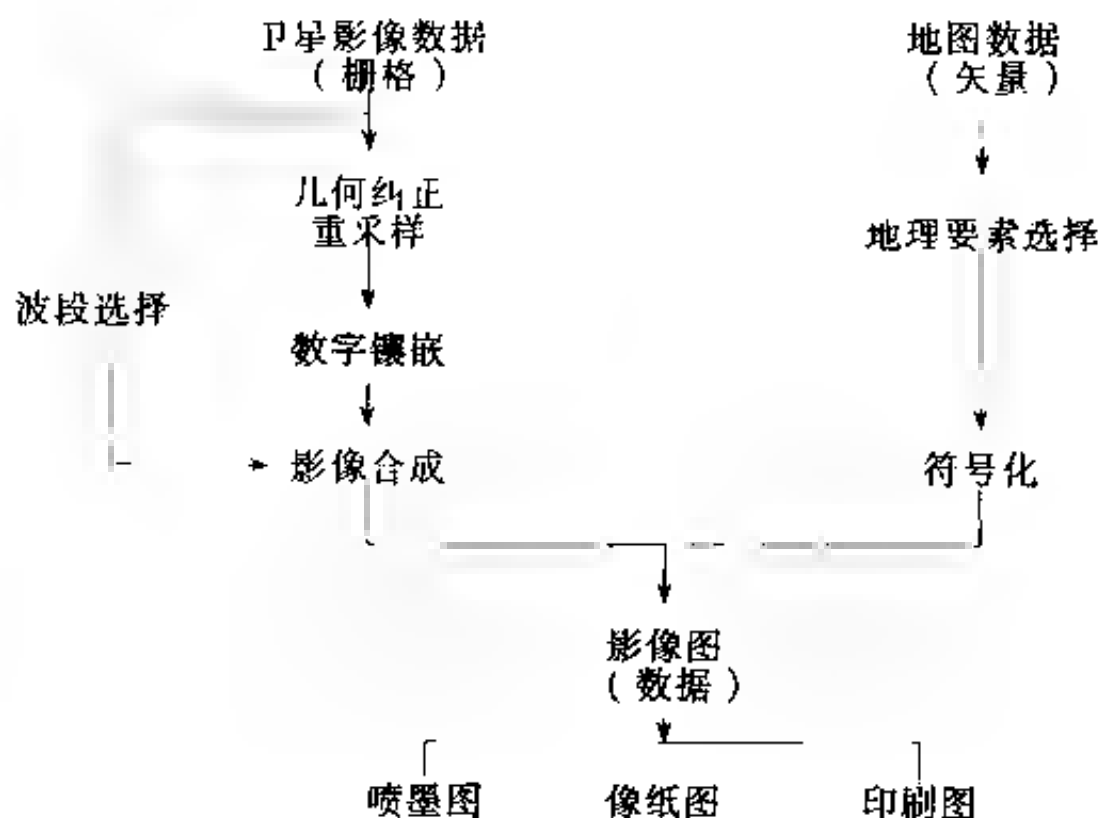 卫星影像数据
(栅格)
地图数据
(矢量)
几何纠正
重采样
地理要素选择
波段选择
数字镶嵌
影像合成
符号化
影像图
(数据)
喷墨图
像纸图
印刷图